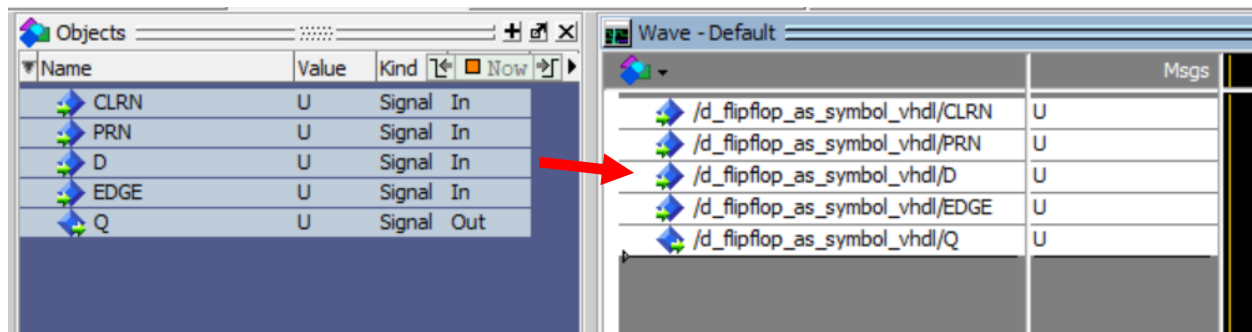 Objects
Name Value Kind Now
CLRN U Signal In
PRN U Signal In
D U Signal In
EDGE U Signal In
Q U Signal Out
Wave - Default
Msgs
/d_flipflop_as_symbol_vhdl/CLRN U
/d_flipflop_as_symbol_vhdl/PRN U
/d_flipflop_as_symbol_vhdl/D U
/d_flipflop_as_symbol_vhdl/EDGE U
/d_flipflop_as_symbol_vhdl/Q U